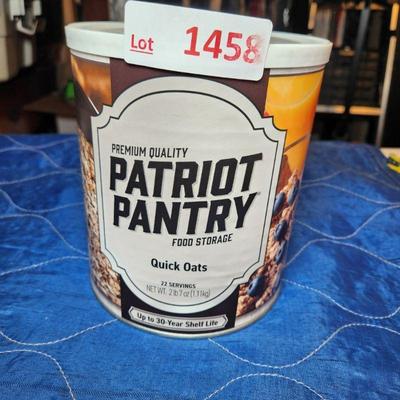 Lot 1458
PREMIUM QUALITY
PATRIOT
PANTRY
FOOD STORAGE
Quick Oats
22 SERVINGS
NET WT. 2 lb 7 oz (1.11kg)
Up to 30-Year Shelf Life